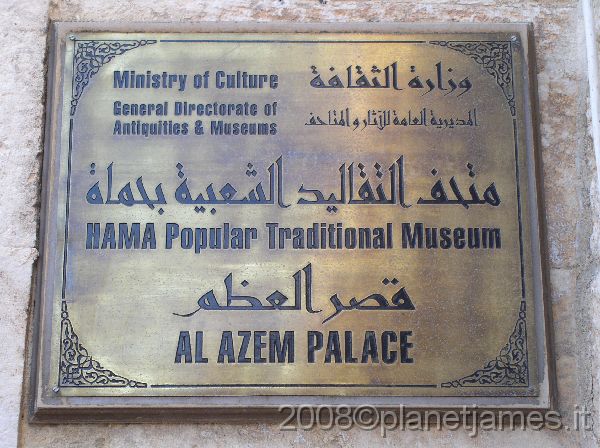 Ministry of Culture
وزارة الثقافة
General Directorate of
Antiquities & Museums
المديرية العامة للآثار والمتاحف
متحف التقاليد الشعبية بحماة
HAMA Popular Traditional Museum
قصر العظم
AL AZEM PALACE
2008©planetjames.it